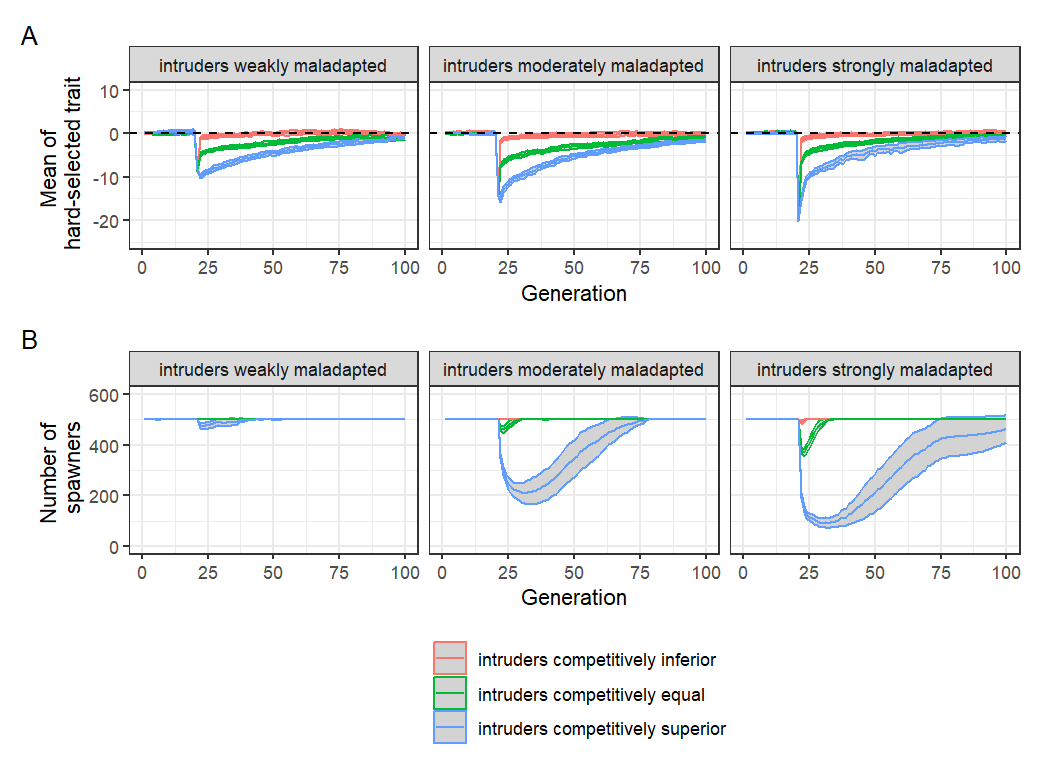 A
intruders weakly maladapted
intruders moderately maladapted
intruders strongly maladapted
Mean of
hard-selected trait
10
0
-10
-20
0 25 50 75 100
0 25 50 75 100
0 25 50 75 100
Generation
B
intruders weakly maladapted
intruders moderately maladapted
intruders strongly maladapted
Number of
spawners
600
400
200
0
0 25 50 75 100
0 25 50 75 100
0 25 50 75 100
Generation
intruders competitively inferior
intruders competitively equal
intruders competitively superior